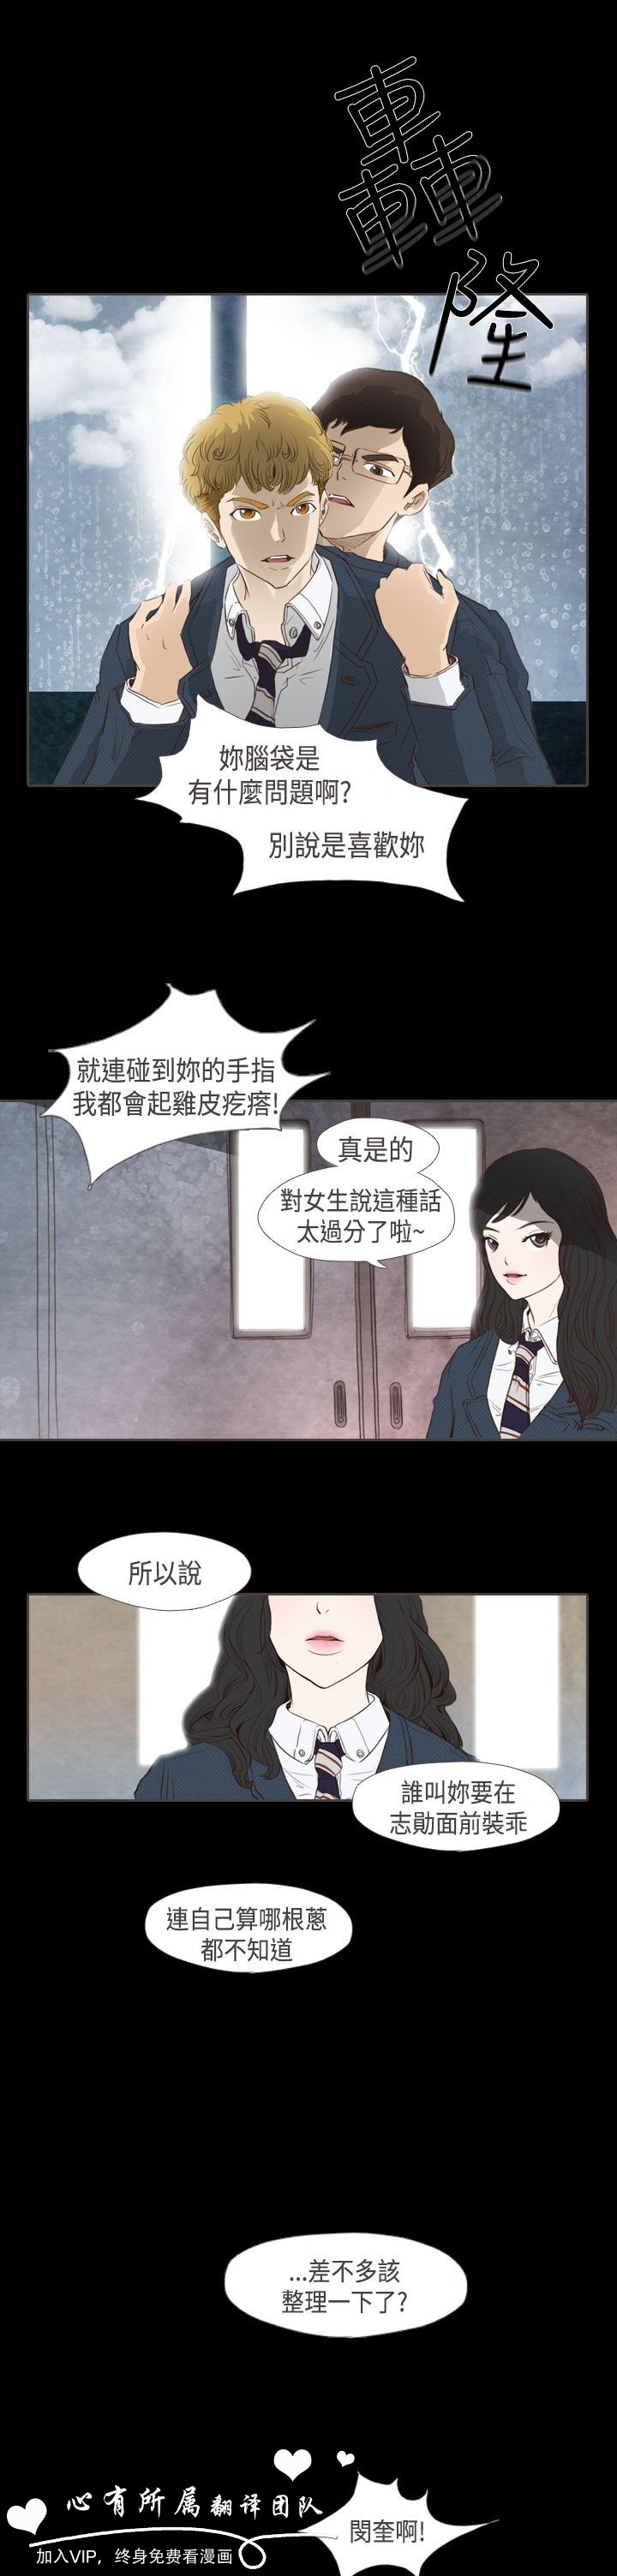 轟隆
妳腦袋是
有什麼問題啊?
別說是喜歡妳
就連碰到妳的手指
我都會起雞皮疙瘩!
真是的
對女生說這種話
太過分了啦~
所以說
誰叫妳要在
志勛面前裝乖
連自己算哪根蔥
都不知道
...差不多該
整理一下了?
心有所属翻译团队
加入VIP，终身免费看漫画
閔奎啊!